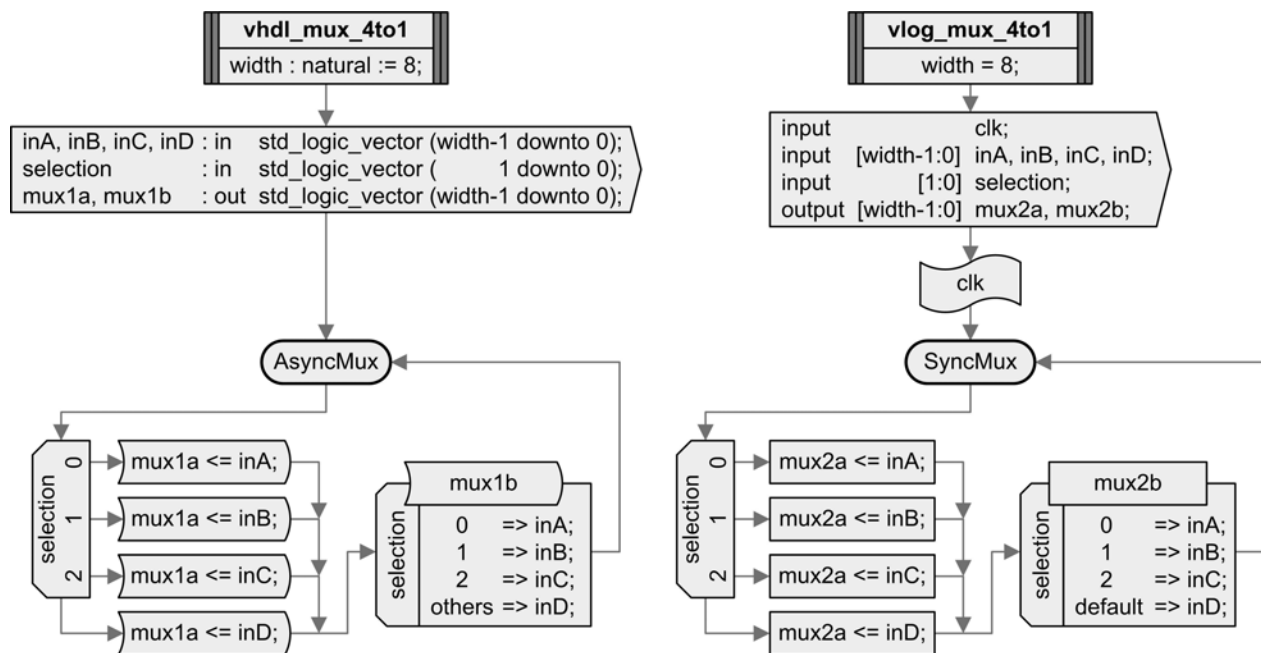 vhdl_mux_4to1
width : natural := 8;
inA, inB, inC, inD : in std_logic_vector (width-1 downto 0);
selection : in std_logic_vector ( 1 downto 0);
mux1a, mux1b : out std_logic_vector (width-1 downto 0);
AsyncMux
selection
0
1
2
mux1a <= inA;
mux1a <= inB;
mux1a <= inC;
mux1a <= inD;
mux1b
selection
0 => inA;
1 => inB;
2 => inC;
others => inD;
vlog_mux_4to1
width = 8;
input clk;
input [width-1:0] inA, inB, inC, inD;
input [1:0] selection;
output [width-1:0] mux2a, mux2b;
clk
SyncMux
selection
0
1
2
mux2a <= inA;
mux2a <= inB;
mux2a <= inC;
mux2a <= inD;
mux2b
selection
0 => inA;
1 => inB;
2 => inC;
default => inD;